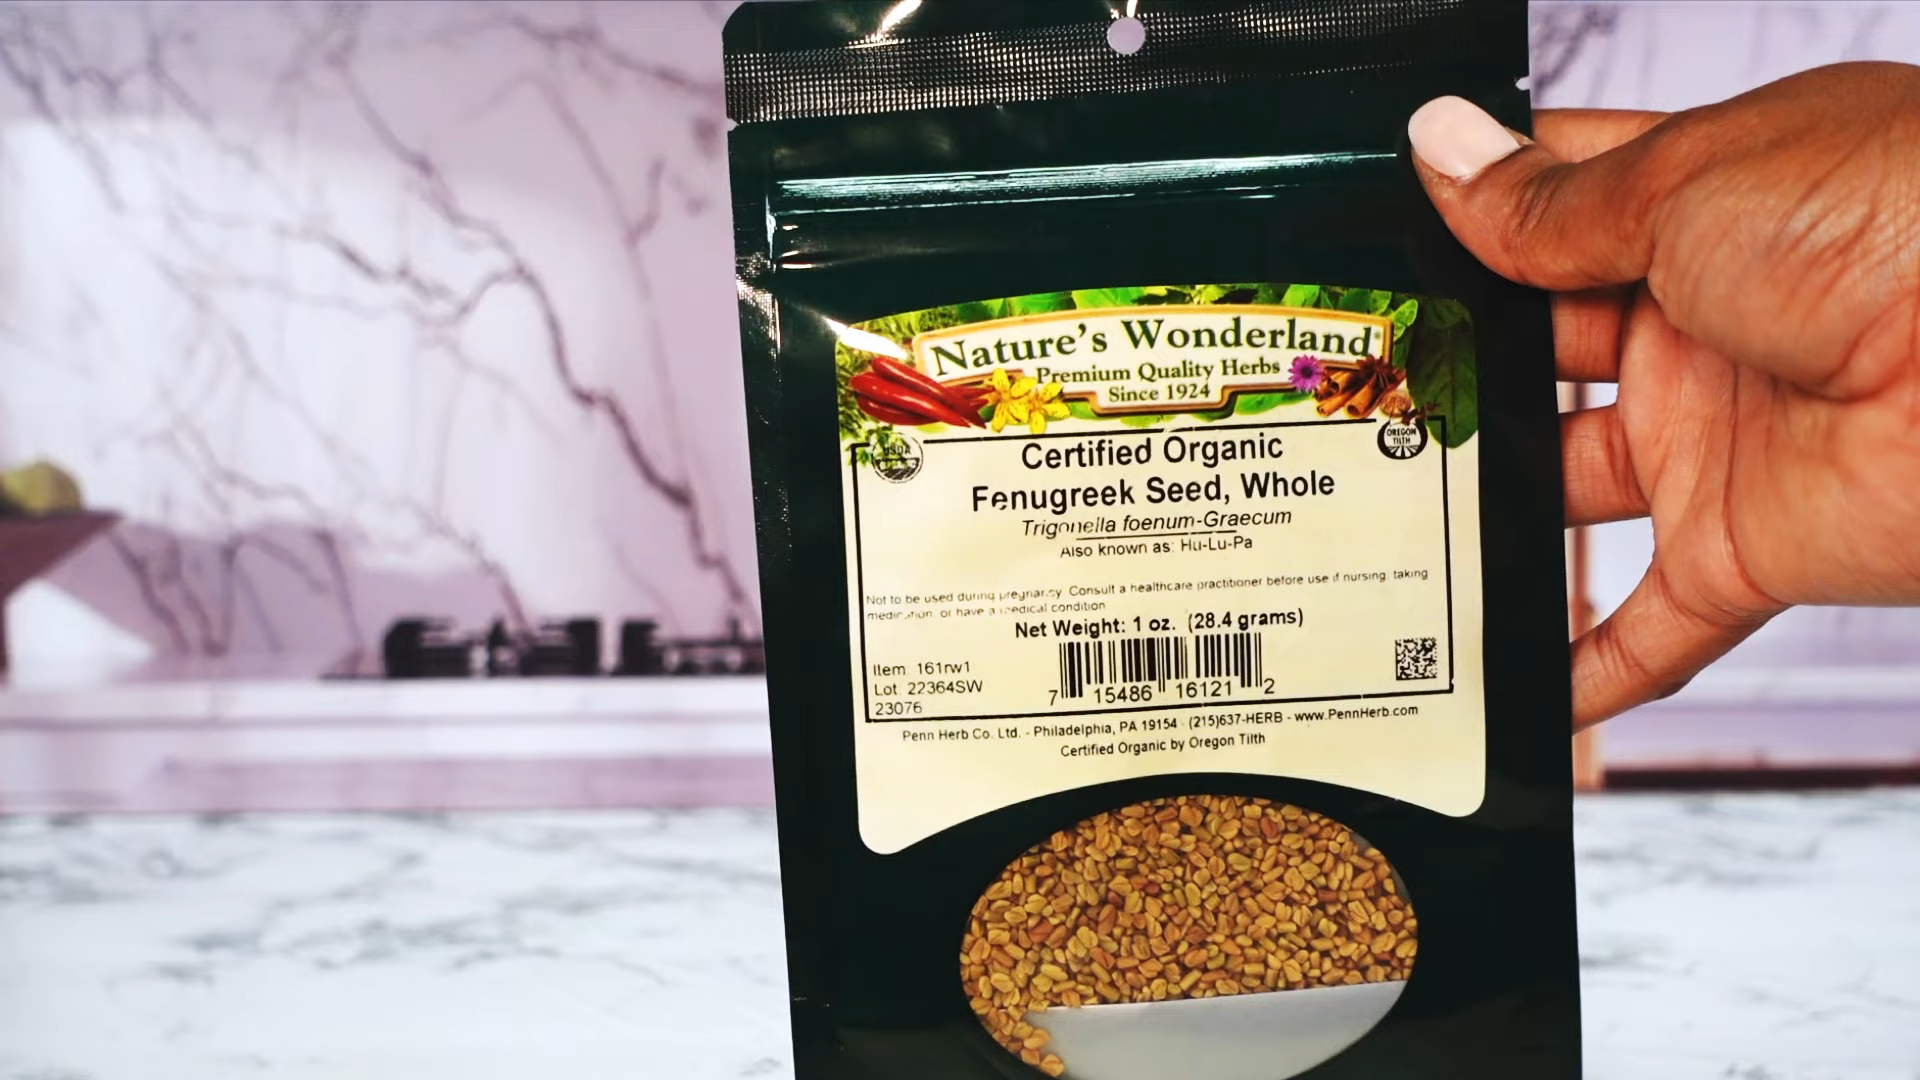 Nature's Wonderland®
Premium Quality Herbs
Since 1924
USDA
OREGON
TILTH
Certified Organic
Fenugreek Seed, Whole
Trigonella foenum-Graecum
Also known as: Hu-Lu-Pa
Not to be used during pregnancy. Consult a healthcare practitioner before use if nursing, taking
medication, or have a medical condition
Net Weight: 1 oz. (28.4 grams)
Item: 161rw1
Lot: 22364SW
23076
7 15486 16121 2
Penn Herb Co. Ltd. - Philadelphia, PA 19154 - (215)637-HERB - www.PennHerb.com
Certified Organic by Oregon Tilth